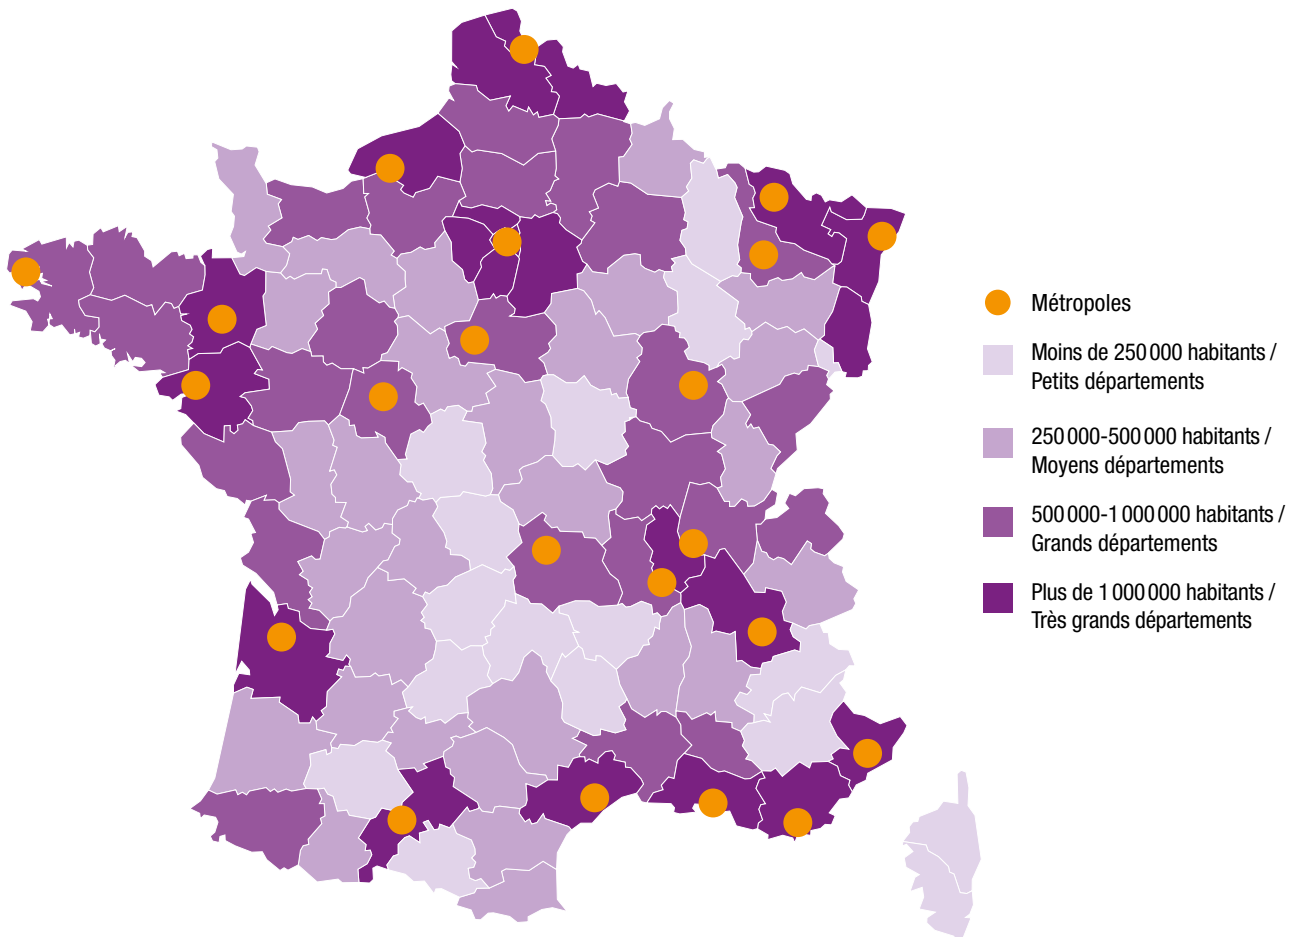 Métropoles
Moins de 250 000 habitants /
Petits départements
250 000-500 000 habitants /
Moyens départements
500 000-1 000 000 habitants /
Grands départements
Plus de 1 000 000 habitants /
Très grands départements